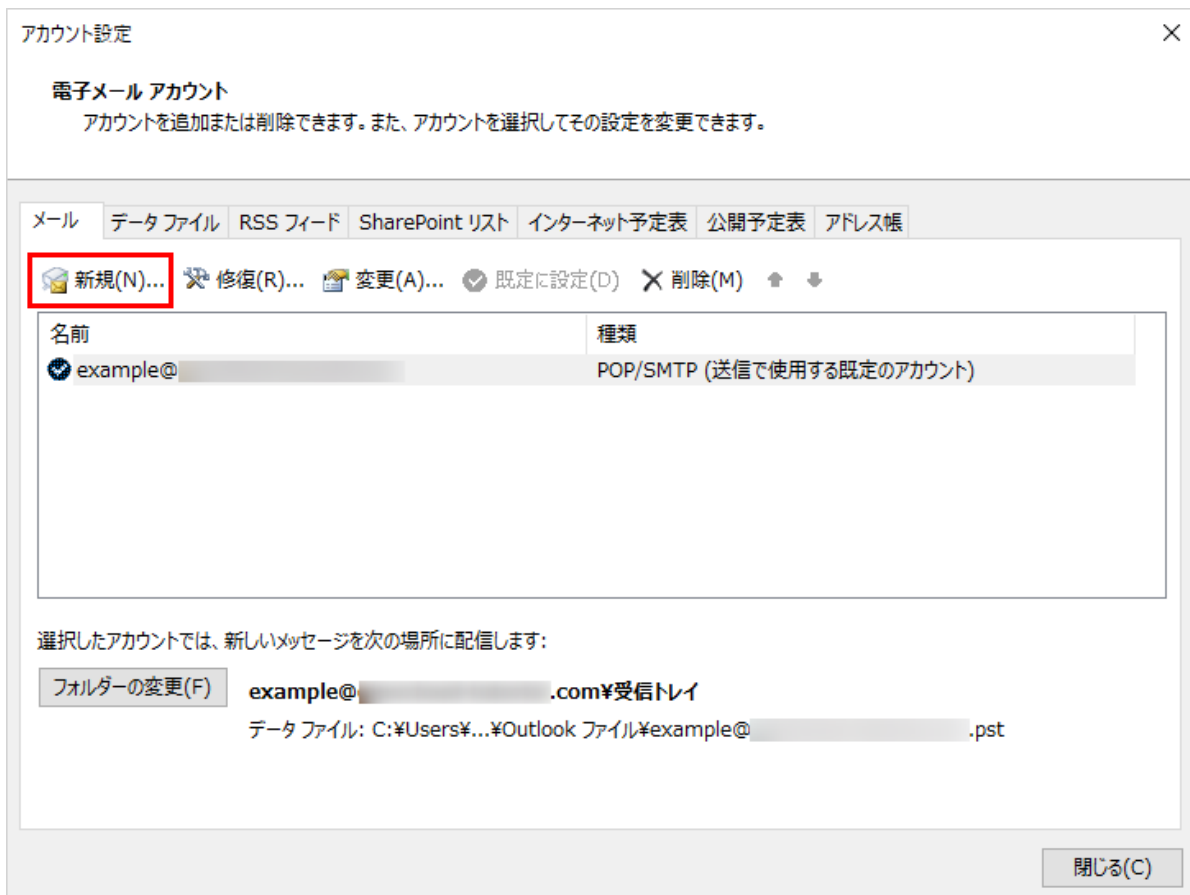 アカウント設定
電子メール アカウント
アカウントを追加または削除できます。また、アカウントを選択してその設定を変更できます。
メール データ ファイル RSS フィード SharePoint リスト インターネット予定表 公開予定表 アドレス帳
新規(N)... 修復(R)... 変更(A)... 既定に設定(D) 削除(M)
名前 種類
example@ POP/SMTP (送信で使用する既定のアカウント)
選択したアカウントでは、新しいメッセージを次の場所に配信します:
フォルダーの変更(F) example@ .com¥受信トレイ
データ ファイル: C:¥Users¥...¥Outlook ファイル¥example@ .pst
閉じる(C)